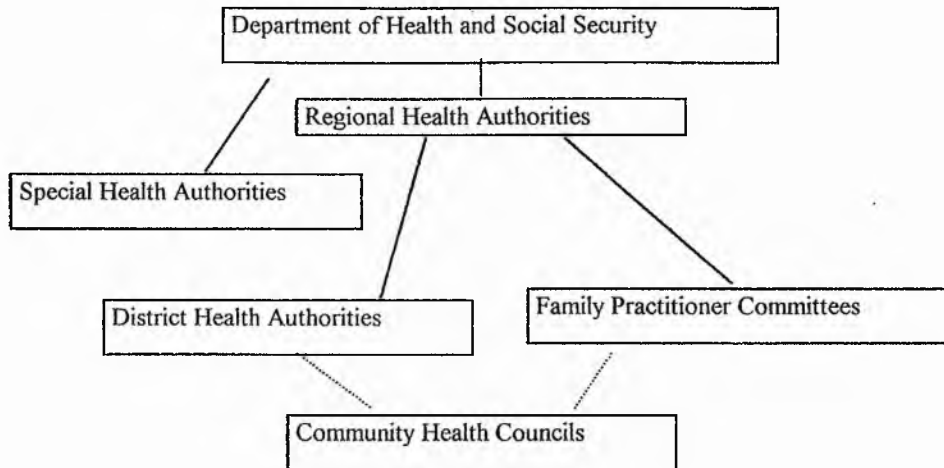 Department of Health and Social Security
Regional Health Authorities
Special Health Authorities
District Health Authorities
Family Practitioner Committees
Community Health Councils